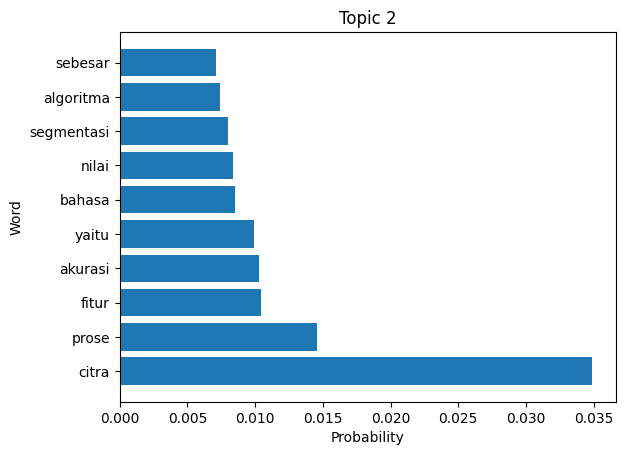 Topic 2
Word
sebesar
algoritma
segmentasi
nilai
bahasa
yaitu
akurasi
fitur
prose
citra
0.000 0.005 0.010 0.015 0.020 0.025 0.030 0.035
Probability